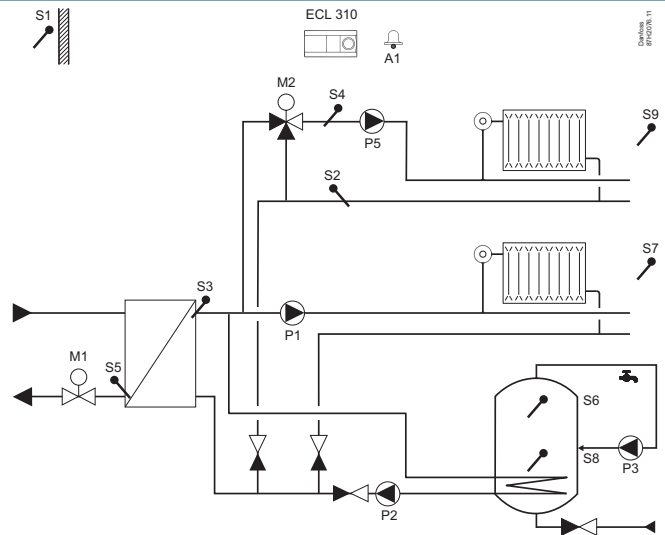 S1
ECL 310
A1
Danfoss
87H2076.11
M2
S4
P5
S9
S2
S3
P1
S7
M1
S5
S6
S8
P3
P2